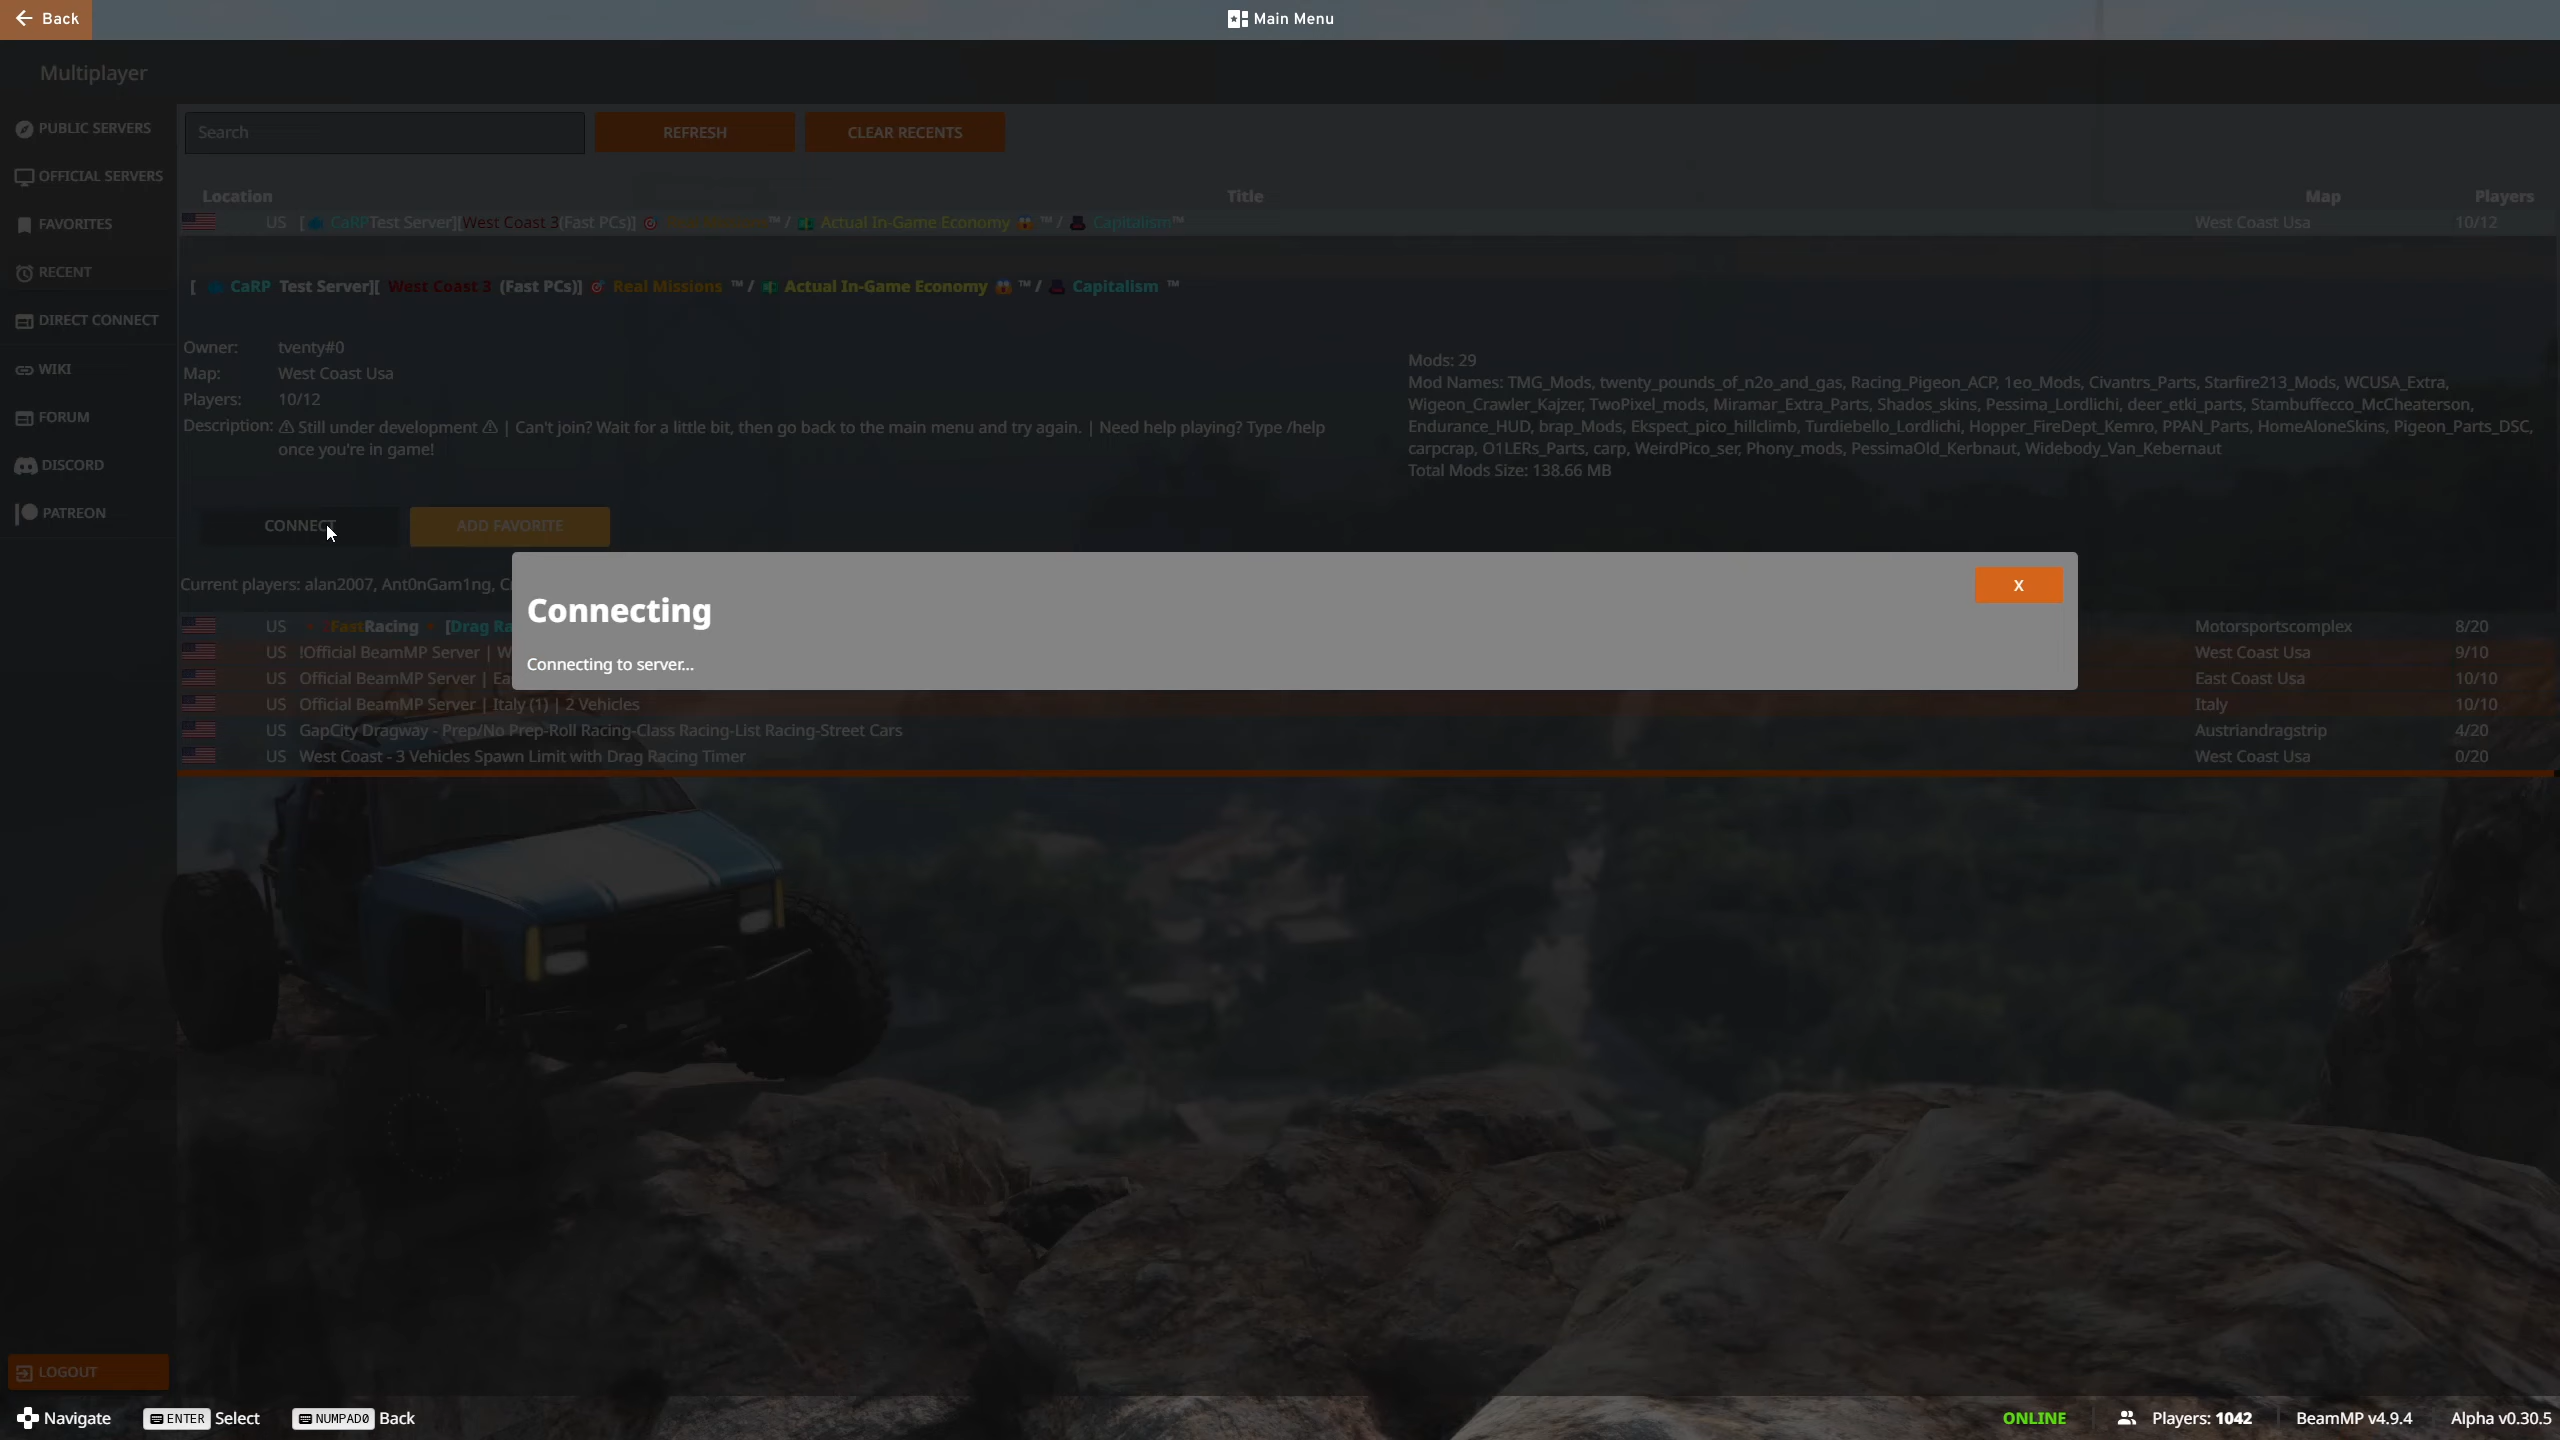 Back
Main Menu
Multiplayer
PUBLIC SERVERS
OFFICIAL SERVERS
FAVORITES
RECENT
DIRECT CONNECT
WIKI
FORUM
DISCORD
PATREON
LOGOUT
Search
REFRESH
CLEAR RECENTS
Location Title Map Players
US [ CaRPTest Server][West Coast 3(Fast PCs)] 🎯 Real Missions™ / 💵 Actual In-Game Economy 😱 ™ / 🎩 Capitalism™ West Coast Usa 10/12
[ CaRP Test Server][ West Coast 3 (Fast PCs)] 🎯 Real Missions ™ / 💵 Actual In-Game Economy 😱 ™ / 🎩 Capitalism ™
Owner: tventy#0
Map: West Coast Usa
Players: 10/12
Description: ⚠ Still under development ⚠ | Can't join? Wait for a little bit, then go back to the main menu and try again. | Need help playing? Type /help
once you're in game!
Mods: 29
Mod Names: TMG_Mods, twenty_pounds_of_n2o_and_gas, Racing_Pigeon_ACP, 1eo_Mods, Civantrs_Parts, Starfire213_Mods, WCUSA_Extra,
Wigeon_Crawler_Kajzer, TwoPixel_mods, Miramar_Extra_Parts, Shados_skins, Pessima_Lordlichi, deer_etki_parts, Stambuffecco_McCheaterson,
Endurance_HUD, brap_Mods, Ekspect_pico_hillclimb, Turdiebello_Lordlichi, Hopper_FireDept_Kemro, PPAN_Parts, HomeAloneSkins, Pigeon_Parts_DSC,
carpcrap, O1LERs_Parts, carp, WeirdPico_ser, Phony_mods, PessimaOld_Kerbnaut, Widebody_Van_Kebernaut
Total Mods Size: 138.66 MB
CONNECT
ADD FAVORITE
Current players: alan2007, Ant0nGam1ng,
Connecting
X
Connecting to server...
US FastRacing [Drag Motorsportscomplex 8/20
US !Official BeamMP Server | West Coast Usa 9/10
US Official BeamMP Server | East Coast Usa 10/10
US Official BeamMP Server | Italy (1) | 2 Vehicles Italy 10/10
US GapCity Dragway - Prep/No Prep-Roll Racing-Class Racing-List Racing-Street Cars Austriandragstrip 4/20
US West Coast - 3 Vehicles Spawn Limit with Drag Racing Timer West Coast Usa 0/20
Navigate ENTER Select NUMPAD0 Back
ONLINE Players: 1042 BeamMP v4.9.4 Alpha v0.30.5